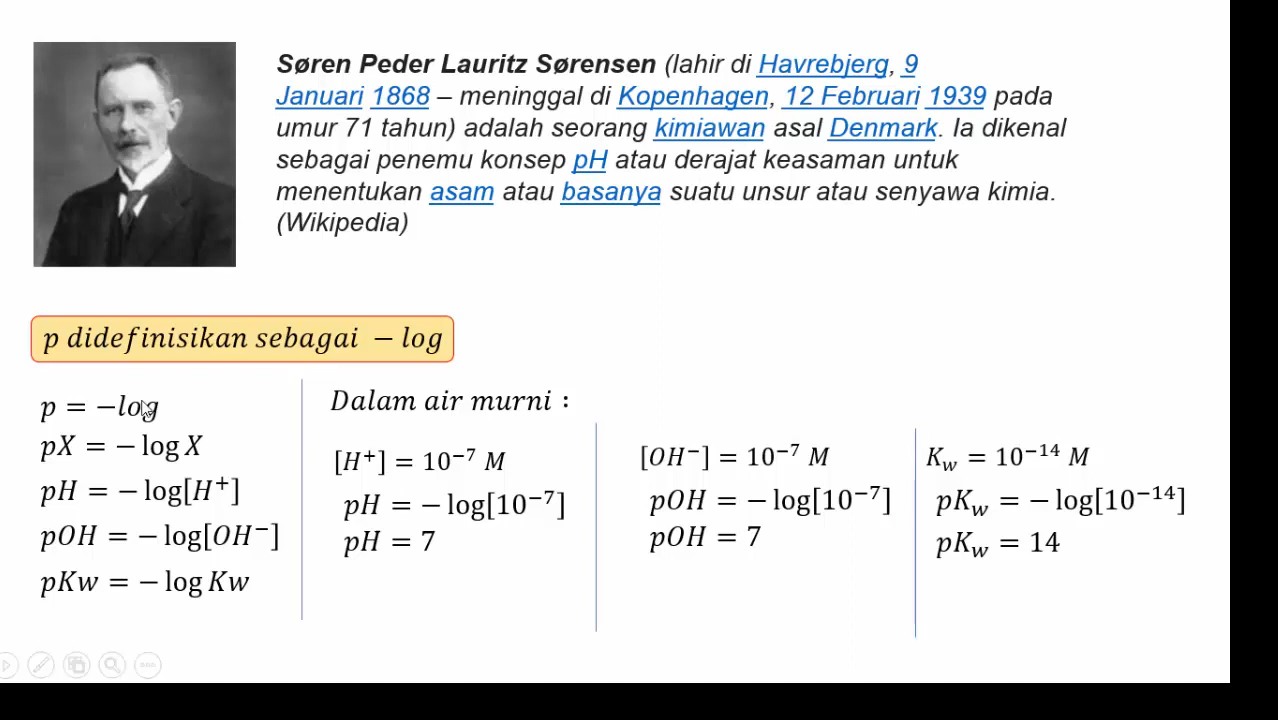 Søren Peder Lauritz Sørensen (lahir di Havrebjerg, 9
Januari 1868 – meninggal di Kopenhagen, 12 Februari 1939 pada
umur 71 tahun) adalah seorang kimiawan asal Denmark. Ia dikenal
sebagai penemu konsep pH atau derajat keasaman untuk
menentukan asam atau basanya suatu unsur atau senyawa kimia.
(Wikipedia)
p didefinisikan sebagai − log
p = −log
pX = − log X
pH = − log[H⁺]
pOH = − log[OH⁻]
pKw = − log Kw
Dalam air murni :
[H⁺] = 10⁻⁷ M
pH = − log[10⁻⁷]
pH = 7
[OH⁻] = 10⁻⁷ M
pOH = − log[10⁻⁷]
pOH = 7
K_w = 10⁻¹⁴ M
pK_w = − log[10⁻¹⁴]
pK_w = 14